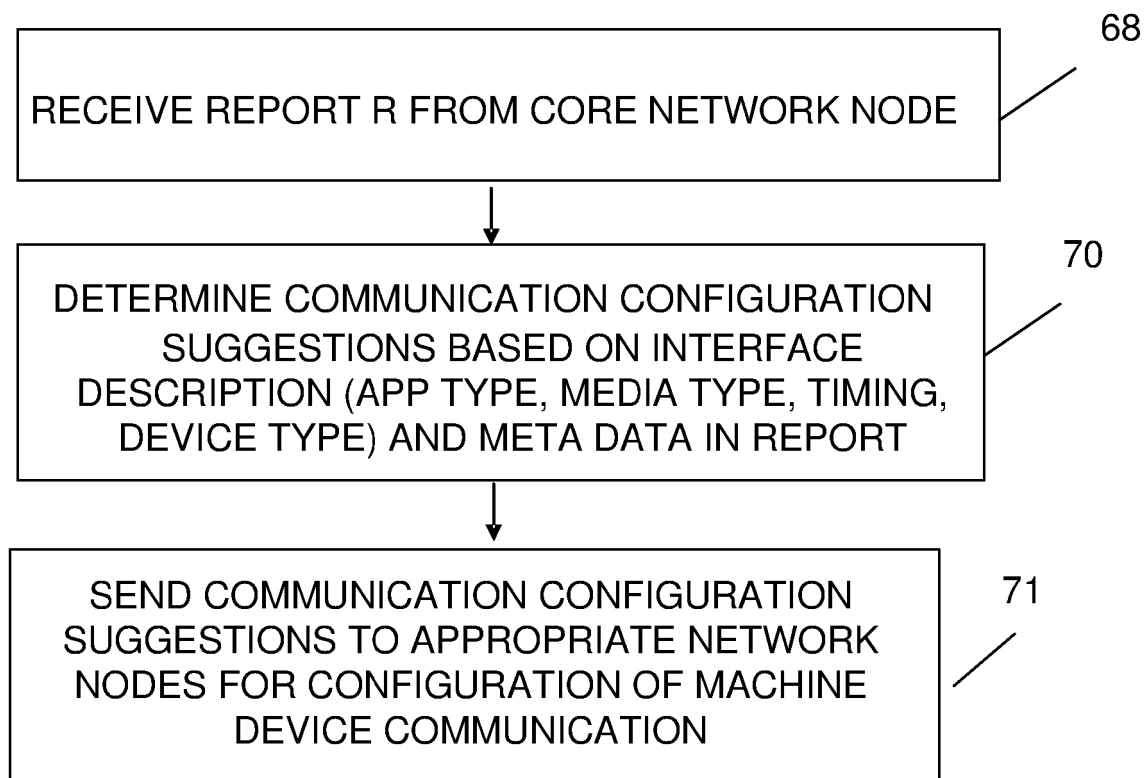 68
RECEIVE REPORT R FROM CORE NETWORK NODE
70
DETERMINE COMMUNICATION CONFIGURATION
SUGGESTIONS BASED ON INTERFACE
DESCRIPTION (APP TYPE, MEDIA TYPE, TIMING,
DEVICE TYPE) AND META DATA IN REPORT
71
SEND COMMUNICATION CONFIGURATION
SUGGESTIONS TO APPROPRIATE NETWORK
NODES FOR CONFIGURATION OF MACHINE
DEVICE COMMUNICATION